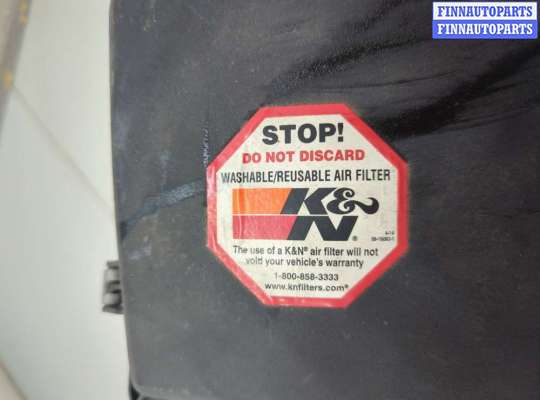 FINNAUTOPARTS
FINNAUTOPARTS
STOP!
DO NOT DISCARD
WASHABLE/REUSABLE AIR FILTER
K&N®
The use of a K&N® air filter will not
void your vehicle's warranty
1-800-858-3333
www.knfilters.com®